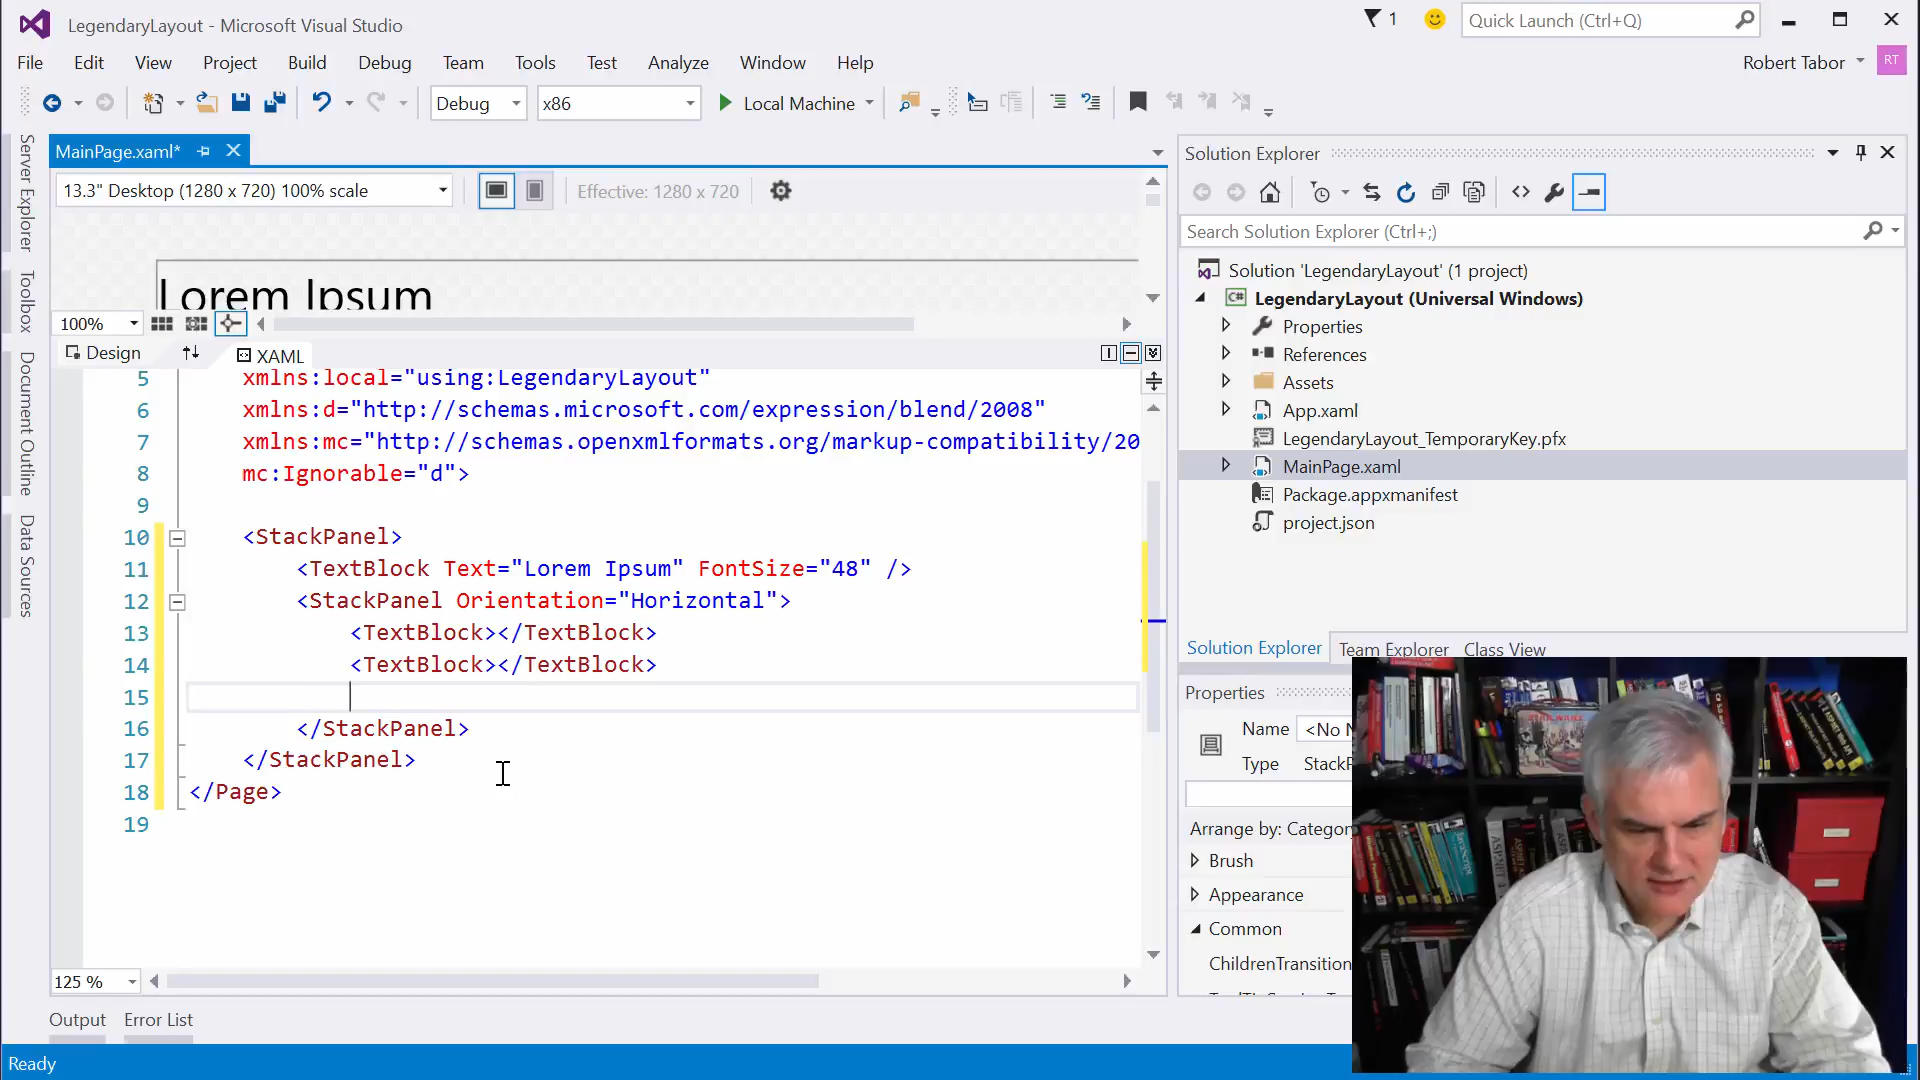 LegendaryLayout - Microsoft Visual Studio
1
Quick Launch (Ctrl+Q)
File Edit View Project Build Debug Team Tools Test Analyze Window Help
Robert Tabor RT
Debug x86 Local Machine
MainPage.xaml*
13.3" Desktop (1280 x 720) 100% scale
Effective: 1280 x 720
Lorem Ipsum
100%
Design XAML
5 xmlns:local="using:LegendaryLayout"
6 xmlns:d="http://schemas.microsoft.com/expression/blend/2008"
7 xmlns:mc="http://schemas.openxmlformats.org/markup-compatibility/20
8 mc:Ignorable="d">
9
10 <StackPanel>
11 <TextBlock Text="Lorem Ipsum" FontSize="48" />
12 <StackPanel Orientation="Horizontal">
13 <TextBlock></TextBlock>
14 <TextBlock></TextBlock>
15
16 </StackPanel>
17 </StackPanel>
18 </Page>
19
125 %
Output Error List
Ready
Server Explorer
Toolbox
Document Outline
Data Sources
Solution Explorer
Search Solution Explorer (Ctrl+;)
Solution 'LegendaryLayout' (1 project)
C# LegendaryLayout (Universal Windows)
Properties
References
Assets
App.xaml
LegendaryLayout_TemporaryKey.pfx
MainPage.xaml
Package.appxmanifest
project.json
Solution Explorer Team Explorer Class View
Properties
Name <No N
Type StackP
Arrange by: Category
Brush
Appearance
Common
ChildrenTransition